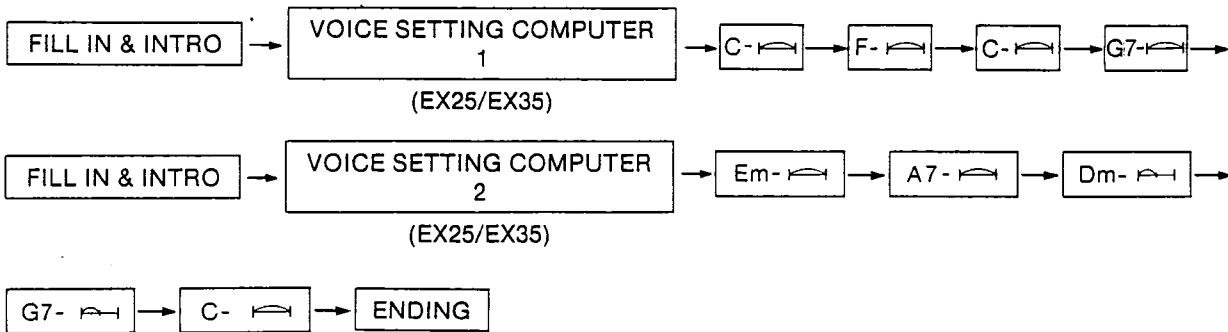 FILL IN & INTRO
VOICE SETTING COMPUTER
1
C-
F-
C-
G7-
(EX25/EX35)
FILL IN & INTRO
VOICE SETTING COMPUTER
2
Em-
A7-
Dm-
(EX25/EX35)
G7-
C-
ENDING